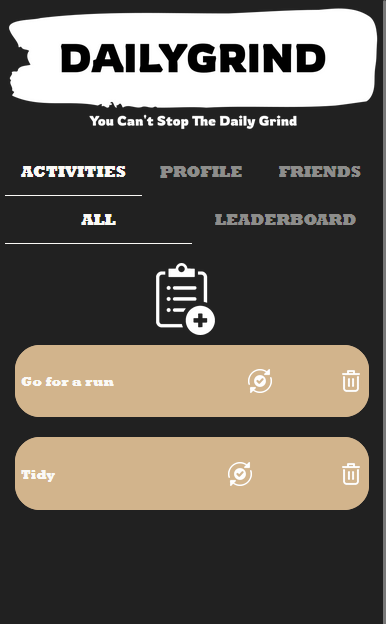 DAILYGRIND
You Can't Stop The Daily Grind
ACTIVITIES PROFILE FRIENDS
ALL LEADERBOARD
Go for a run
Tidy